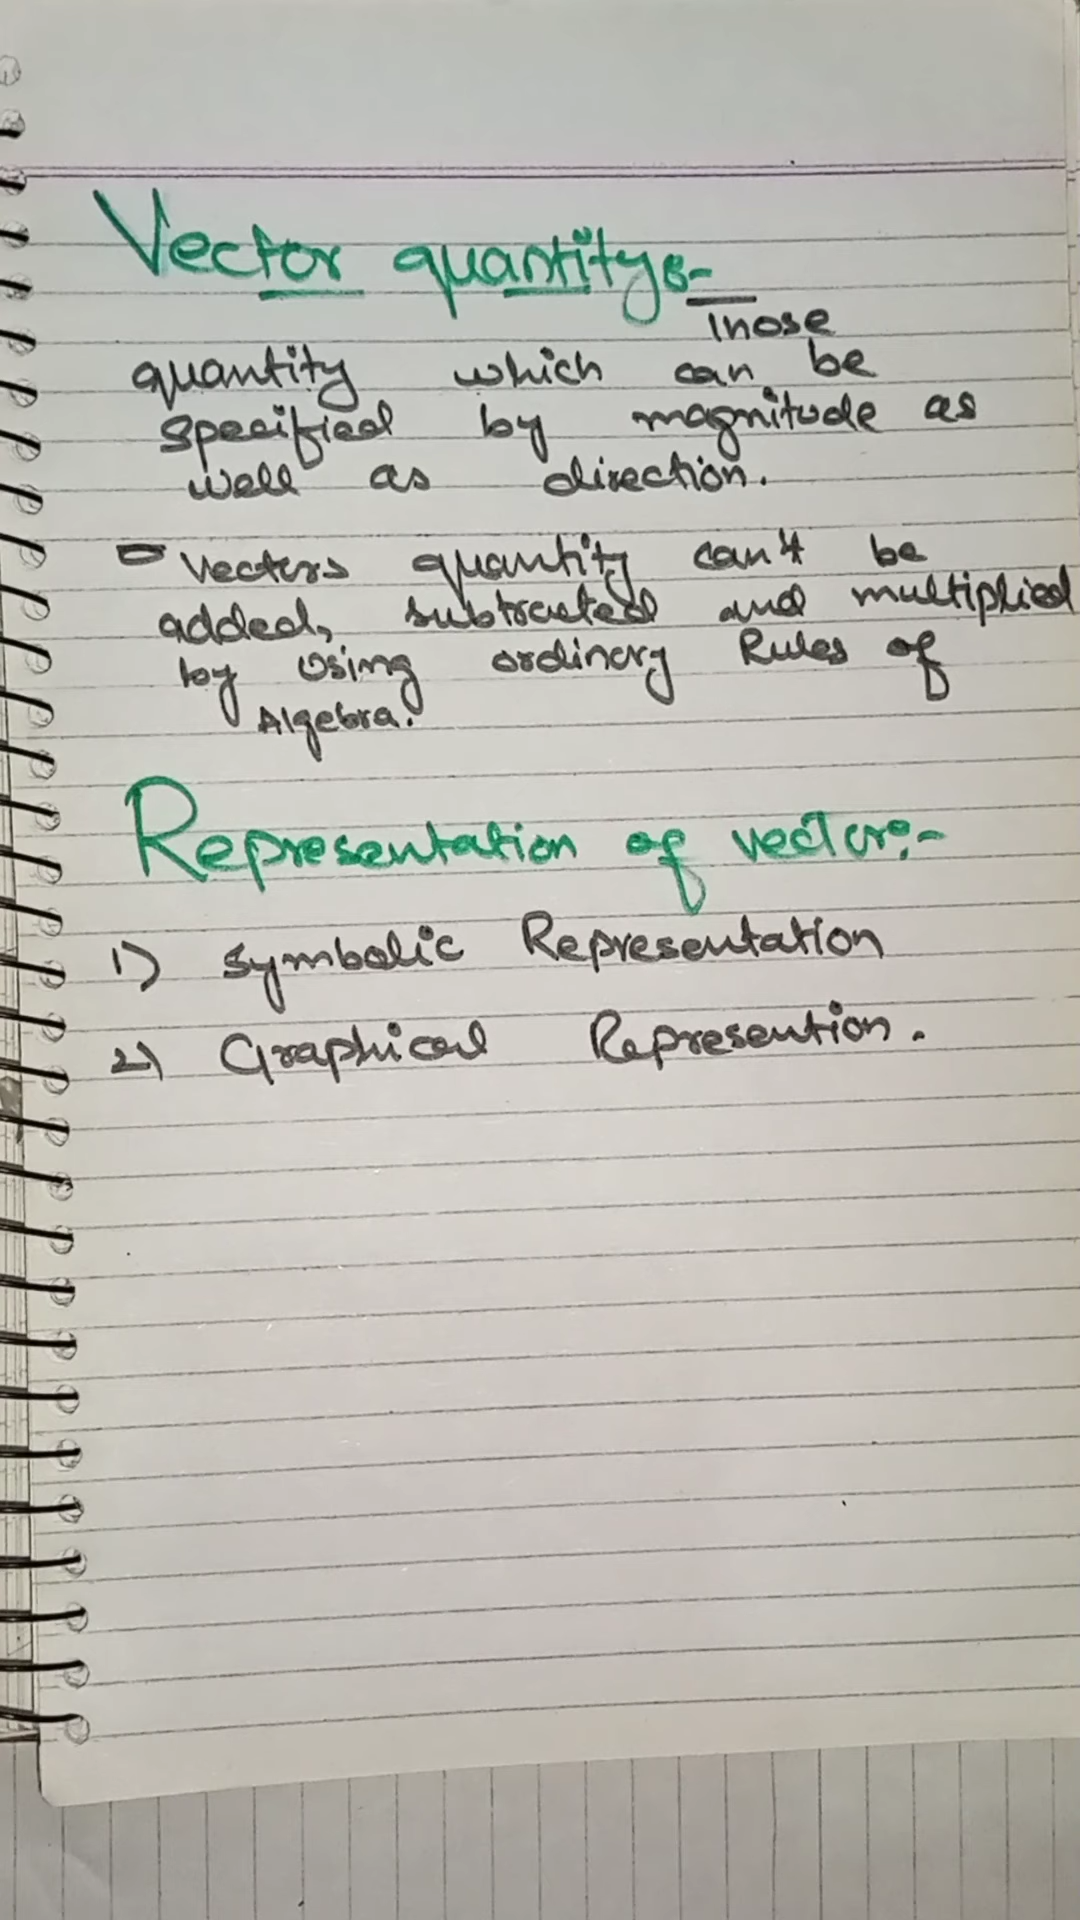 Vector quantity:-
Those
quantity which can be
specified by magnitude as
well as direction.
- Vectors quantity can't be
added, subtracted and multiplied
by using ordinary Rules of
Algebra.
Representation of vector:-
1) Symbolic Representation
2) Graphical Represention.